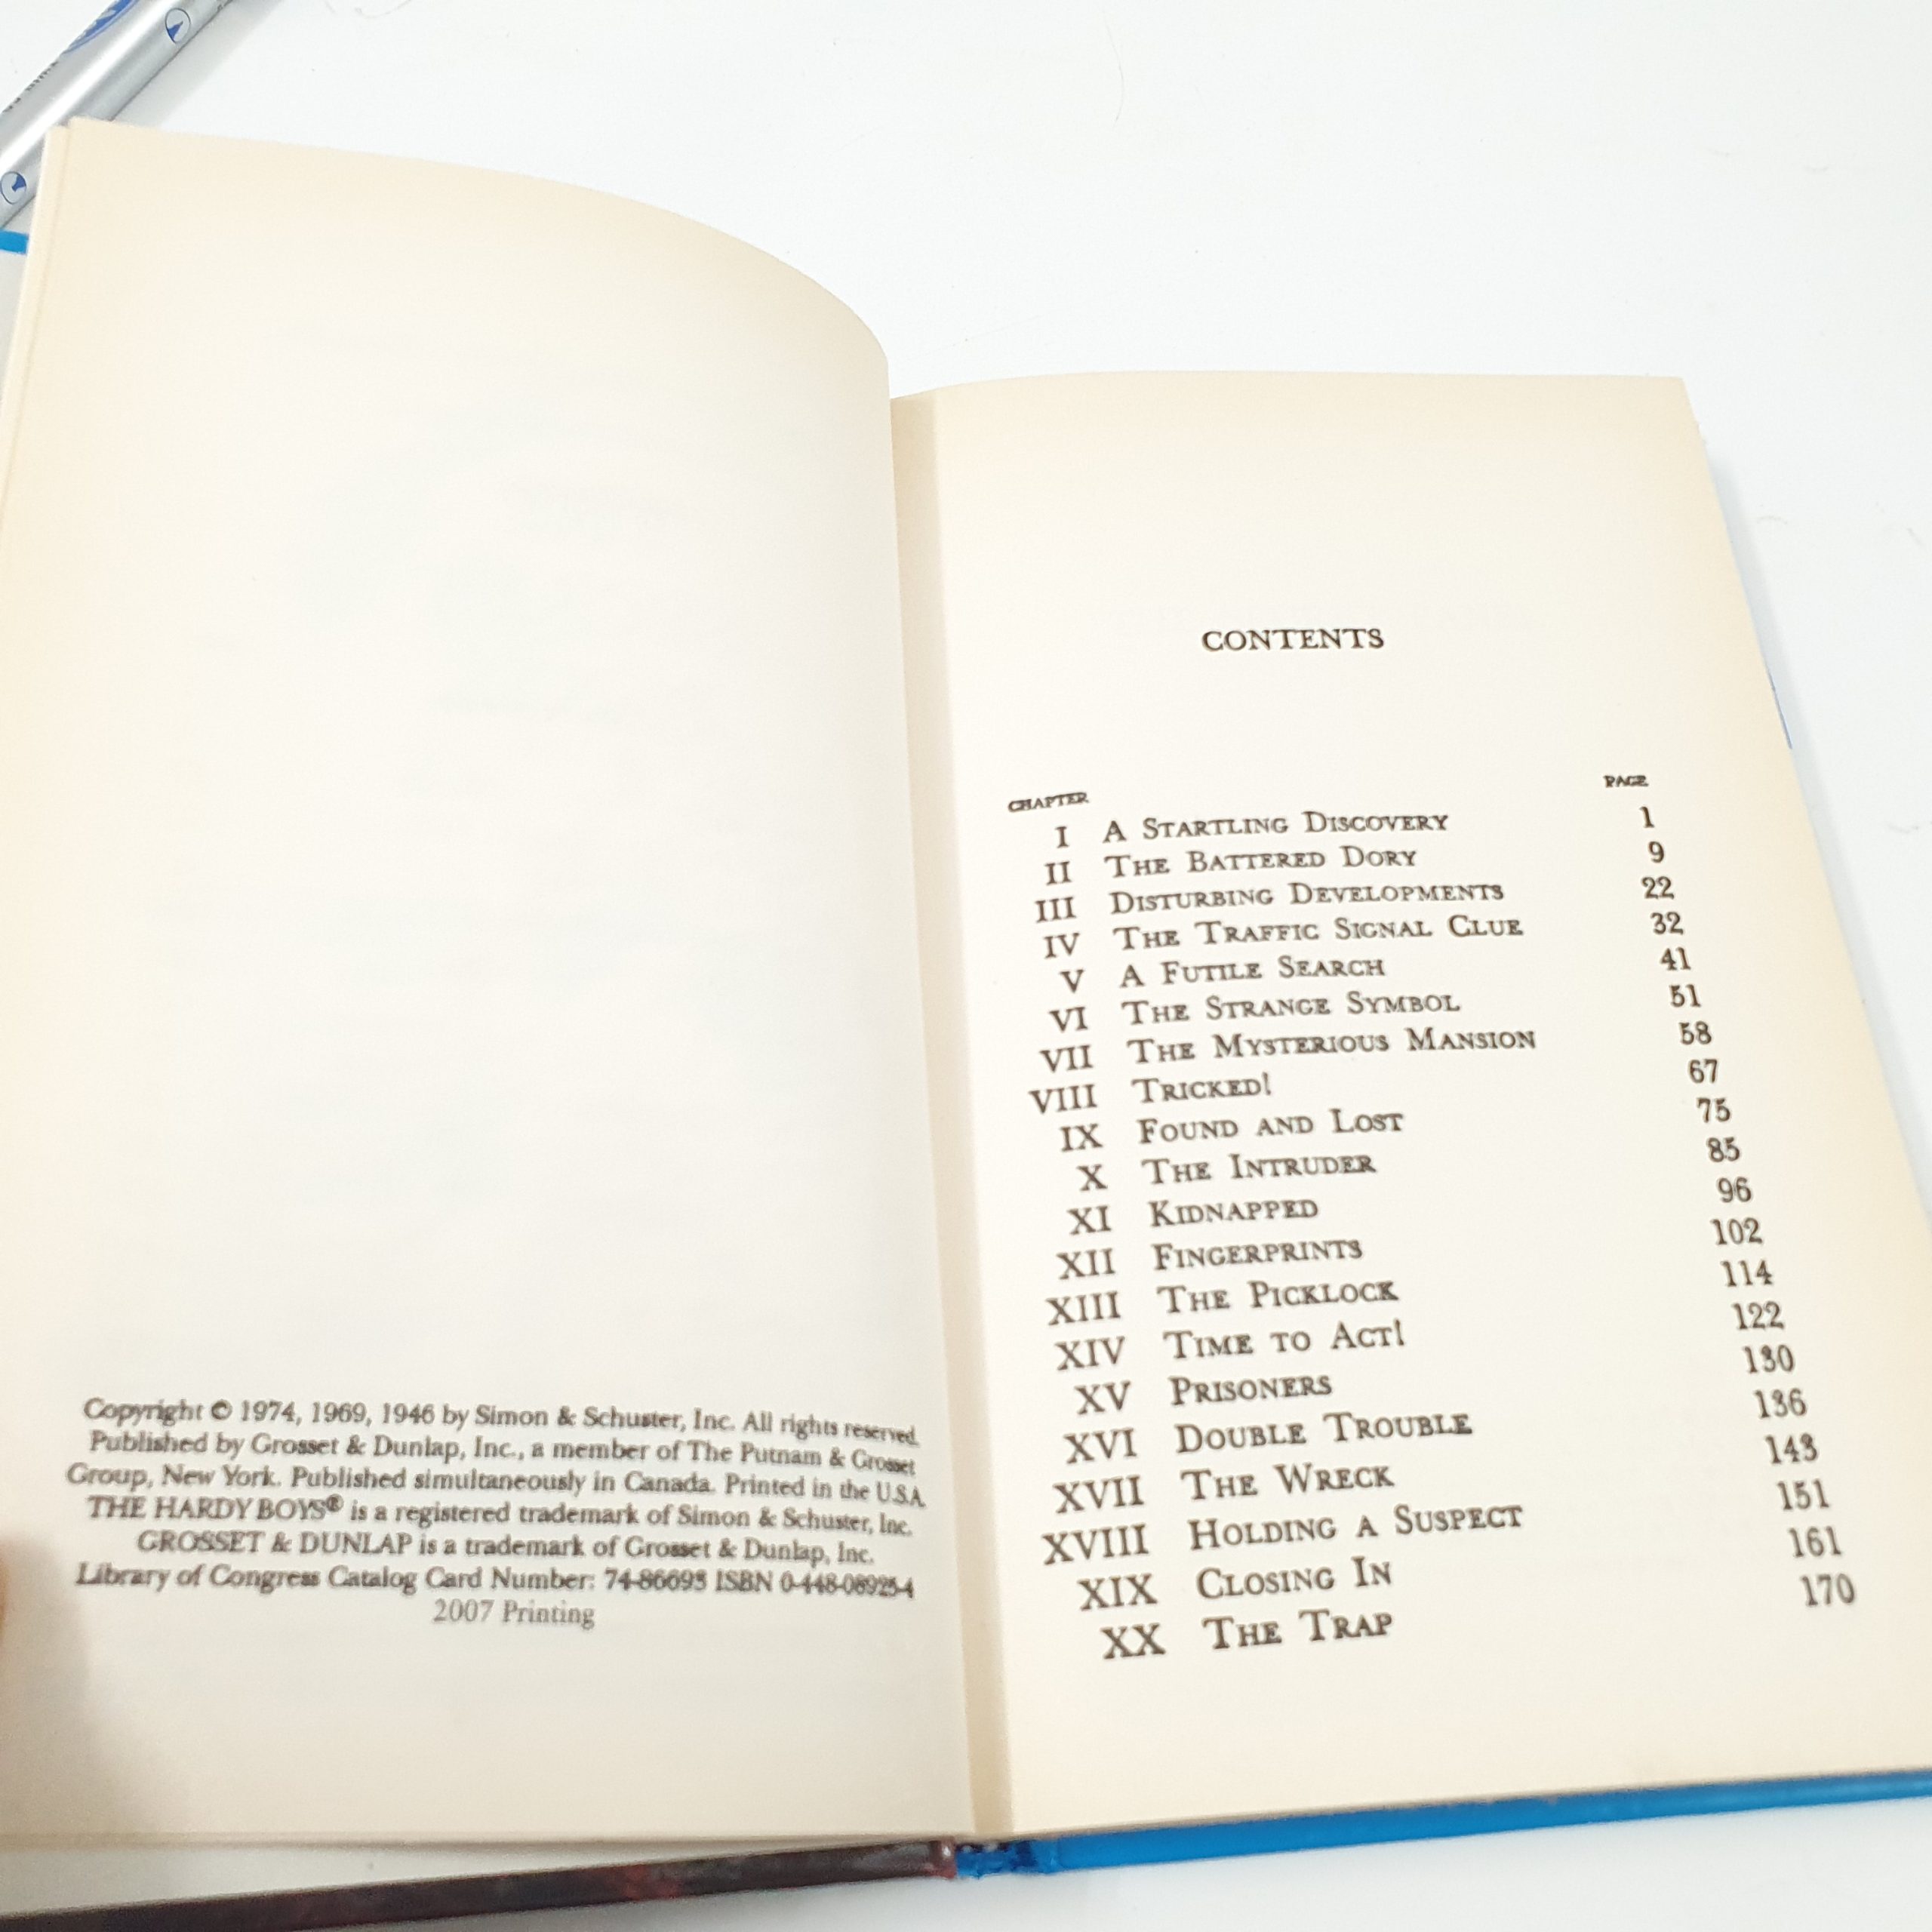 Copyright © 1974, 1969, 1946 by Simon & Schuster, Inc. All rights reserved.
Published by Grosset & Dunlap, Inc., a member of The Putnam & Grosset
Group, New York. Published simultaneously in Canada. Printed in the U.S.A.
THE HARDY BOYS® is a registered trademark of Simon & Schuster, Inc.
GROSSET & DUNLAP is a trademark of Grosset & Dunlap, Inc.
Library of Congress Catalog Card Number: 74-86693 ISBN 0-448-08925-4
2007 Printing
CONTENTS
CHAPTER PAGE
I A STARTLING DISCOVERY 1
II THE BATTERED DORY 9
III DISTURBING DEVELOPMENTS 22
IV THE TRAFFIC SIGNAL CLUE 32
V A FUTILE SEARCH 41
VI THE STRANGE SYMBOL 51
VII THE MYSTERIOUS MANSION 58
VIII TRICKED! 67
IX FOUND AND LOST 75
X THE INTRUDER 85
XI KIDNAPPED 96
XII FINGERPRINTS 102
XIII THE PICKLOCK 114
XIV TIME TO ACT! 122
XV PRISONERS 130
XVI DOUBLE TROUBLE 136
XVII THE WRECK 143
XVIII HOLDING A SUSPECT 151
XIX CLOSING IN 161
XX THE TRAP 170